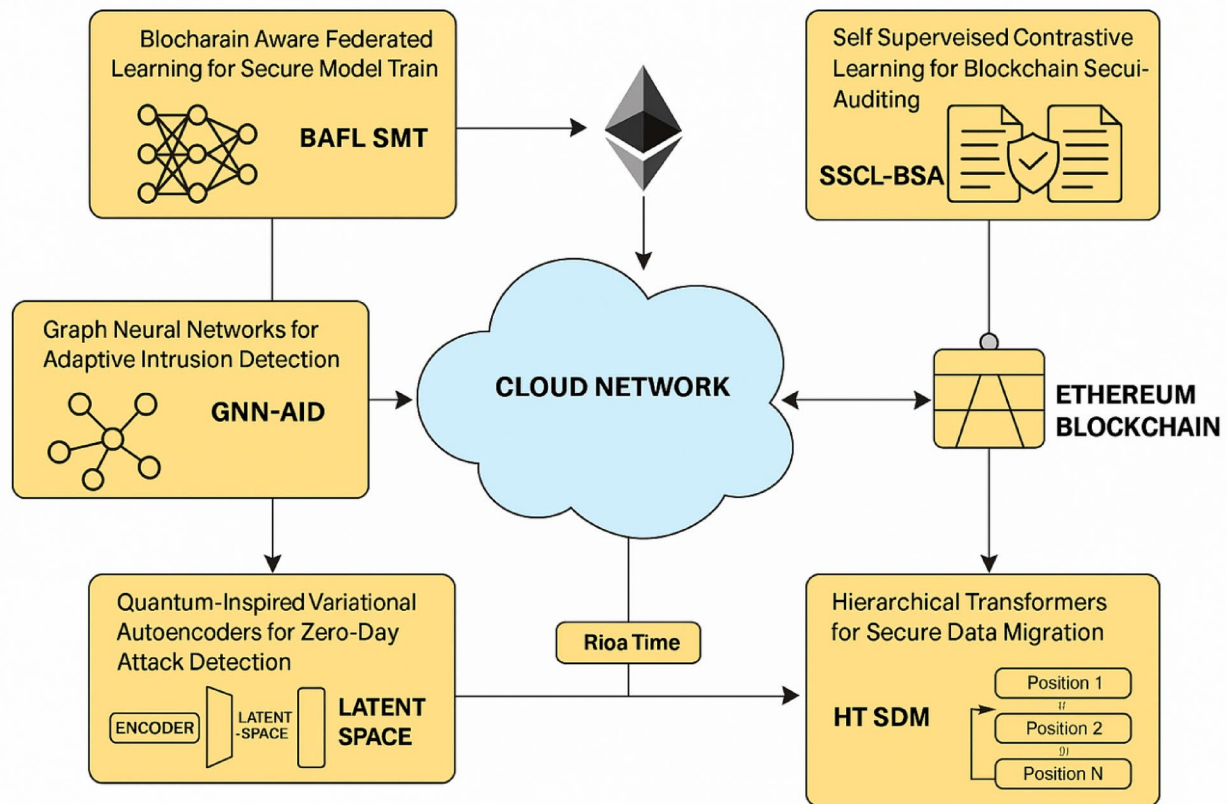 Blocharain Aware Federated
Learning for Secure Model Train
BAFL SMT
Self Superveised Contrastive
Learning for Blockchain Secui-
Auditing
SSCL-BSA
Graph Neural Networks for
Adaptive Intrusion Detection
GNN-AID
CLOUD NETWORK
ETHEREUM
BLOCKCHAIN
Quantum-Inspired Variational
Autoencoders for Zero-Day
Attack Detection
ENCODER
LATENT
-SPACE
LATENT
SPACE
Rioa Time
Hierarchical Transformers
for Secure Data Migration
HT SDM
Position 1
Position 2
Position N